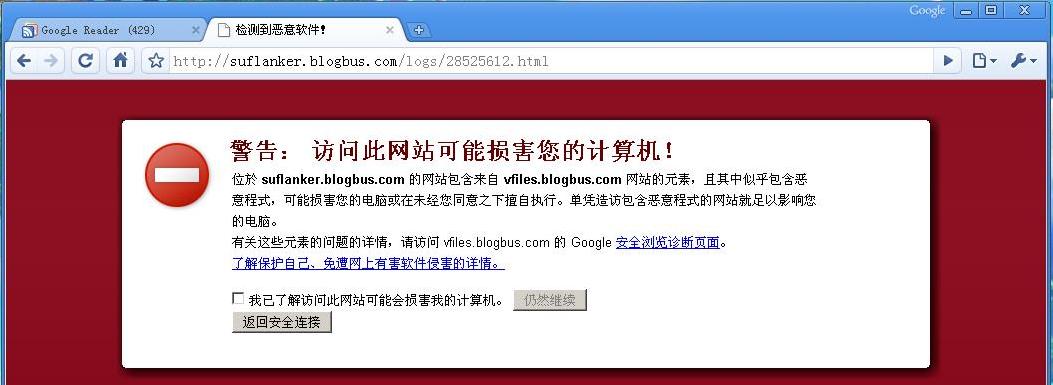 Google
Google Reader (429)
检测到恶意软件!
http://suflanker.blogbus.com/logs/28525612.html
警告： 访问此网站可能损害您的计算机！
位於 suflanker.blogbus.com 的网站包含来自 vfiles.blogbus.com 网站的元素，且其中似乎包含恶
意程式，可能损害您的电脑或在未经您同意之下擅自执行。单凭造访包含恶意程式的网站就足以影响您
的电脑。
有关这些元素的问题的详情，请访问 vfiles.blogbus.com 的 Google 安全浏览诊断页面。
了解保护自己、免遭网上有害软件侵害的详情。
我已了解访问此网站可能会损害我的计算机。 仍然继续
返回安全连接